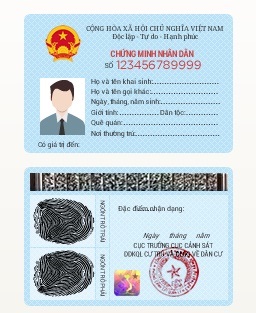 CỘNG HÒA XÃ HỘI CHỦ NGHĨA VIỆT NAM
Độc lập - Tự do - Hạnh phúc
CHỨNG MINH NHÂN DÂN
SỐ 123456789999
Họ và tên khai sinh:
Họ và tên gọi khác:
Ngày, tháng, năm sinh:
Giới tính: Dân tộc:
Quê quán:
Nơi thường trú:
Có giá trị đến:
NGÓN TRỎ TRÁI
NGÓN TRỎ PHẢI
Đặc điểm nhận dạng:
Ngày tháng năm
CỤC TRƯỞNG CỤC CẢNH SÁT
ĐDKQL CƯ TRÚ VÀ DLQG VỀ DÂN CƯ